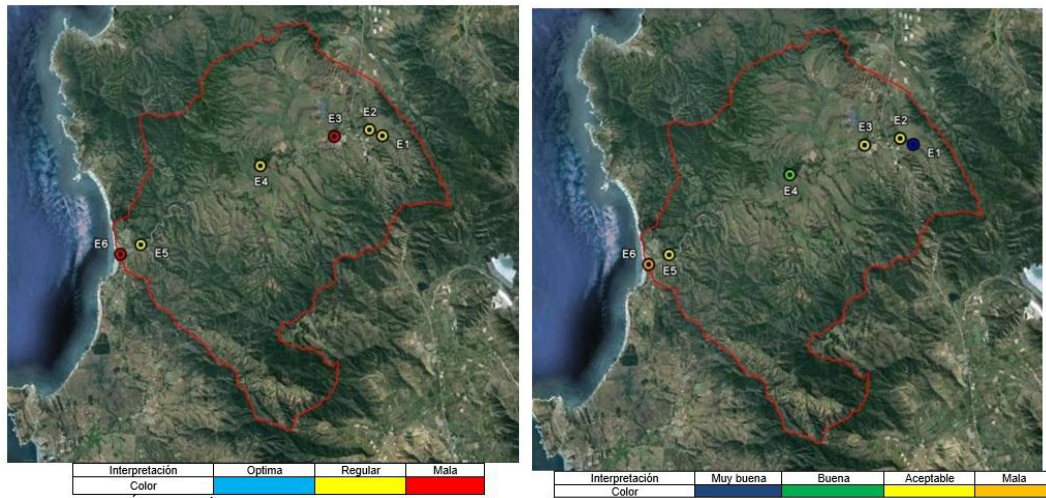 E3
E2
E1
E4
E6
E5
Interpretación Optima Regular Mala
Color
E2
E3
E1
E4
E6
E5
Interpretación Muy buena Buena Aceptable Mala
Color